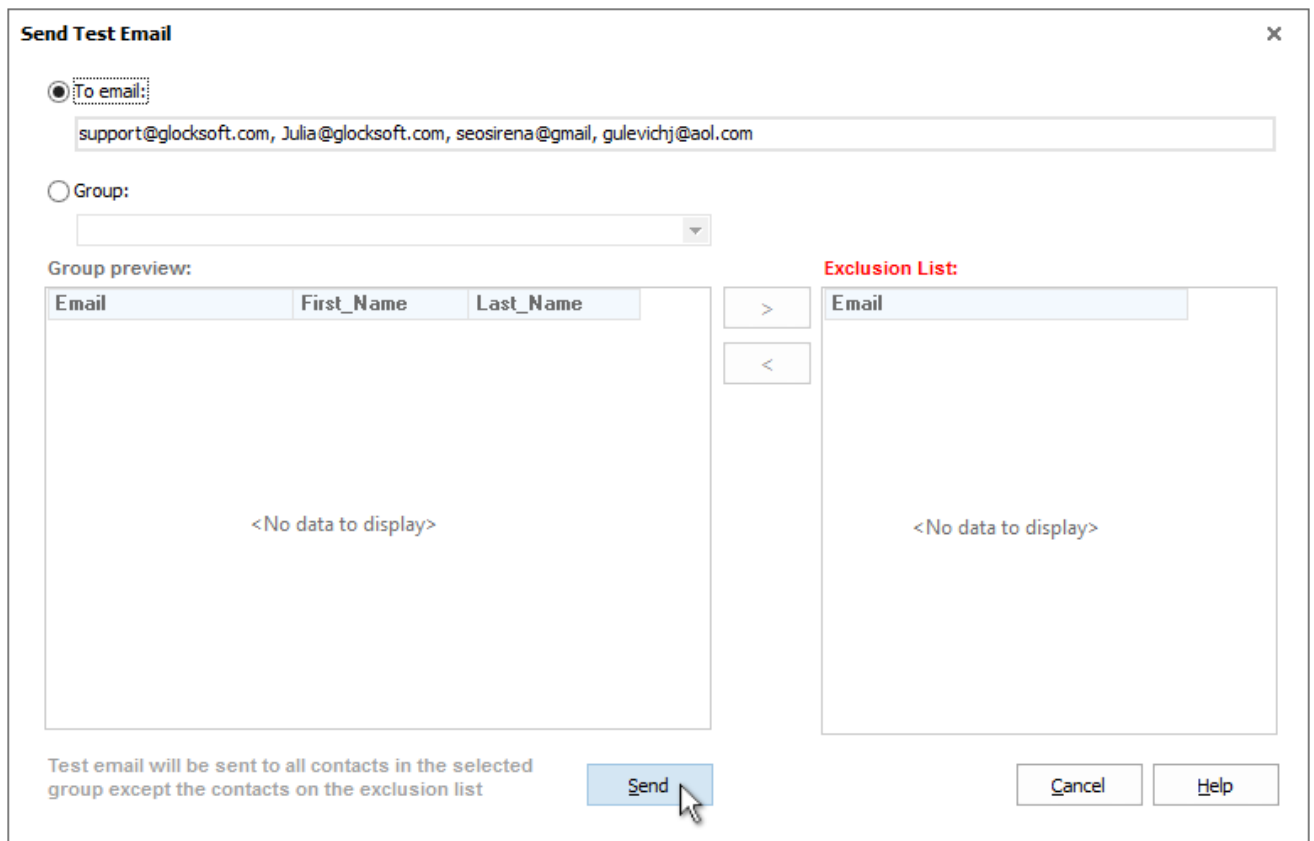 Send Test Email
To email:
support@glocksoft.com, Julia@glocksoft.com, seosirena@gmail, gulevichj@aol.com
Group:
Group preview:
Exclusion List:
Email First_Name Last_Name
>
Email
<
<No data to display>
<No data to display>
Test email will be sent to all contacts in the selected
group except the contacts on the exclusion list
Send
Cancel
Help